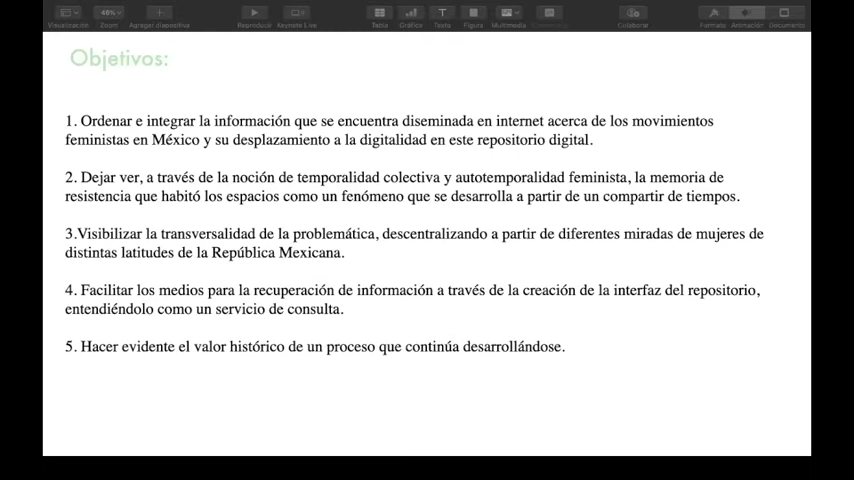 48%
Visualización Zoom Agregar diapositiva Reproducir Keynote Live Tabla Gráfica Texto Figura Multimedia Comentario Colaborar Formato Animación Documento
Objetivos:
1. Ordenar e integrar la información que se encuentra diseminada en internet acerca de los movimientos
feministas en México y su desplazamiento a la digitalidad en este repositorio digital.
2. Dejar ver, a través de la noción de temporalidad colectiva y autotemporalidad feminista, la memoria de
resistencia que habitó los espacios como un fenómeno que se desarrolla a partir de un compartir de tiempos.
3.Visibilizar la transversalidad de la problemática, descentralizando a partir de diferentes miradas de mujeres de
distintas latitudes de la República Mexicana.
4. Facilitar los medios para la recuperación de información a través de la creación de la interfaz del repositorio,
entendiéndolo como un servicio de consulta.
5. Hacer evidente el valor histórico de un proceso que continúa desarrollándose.